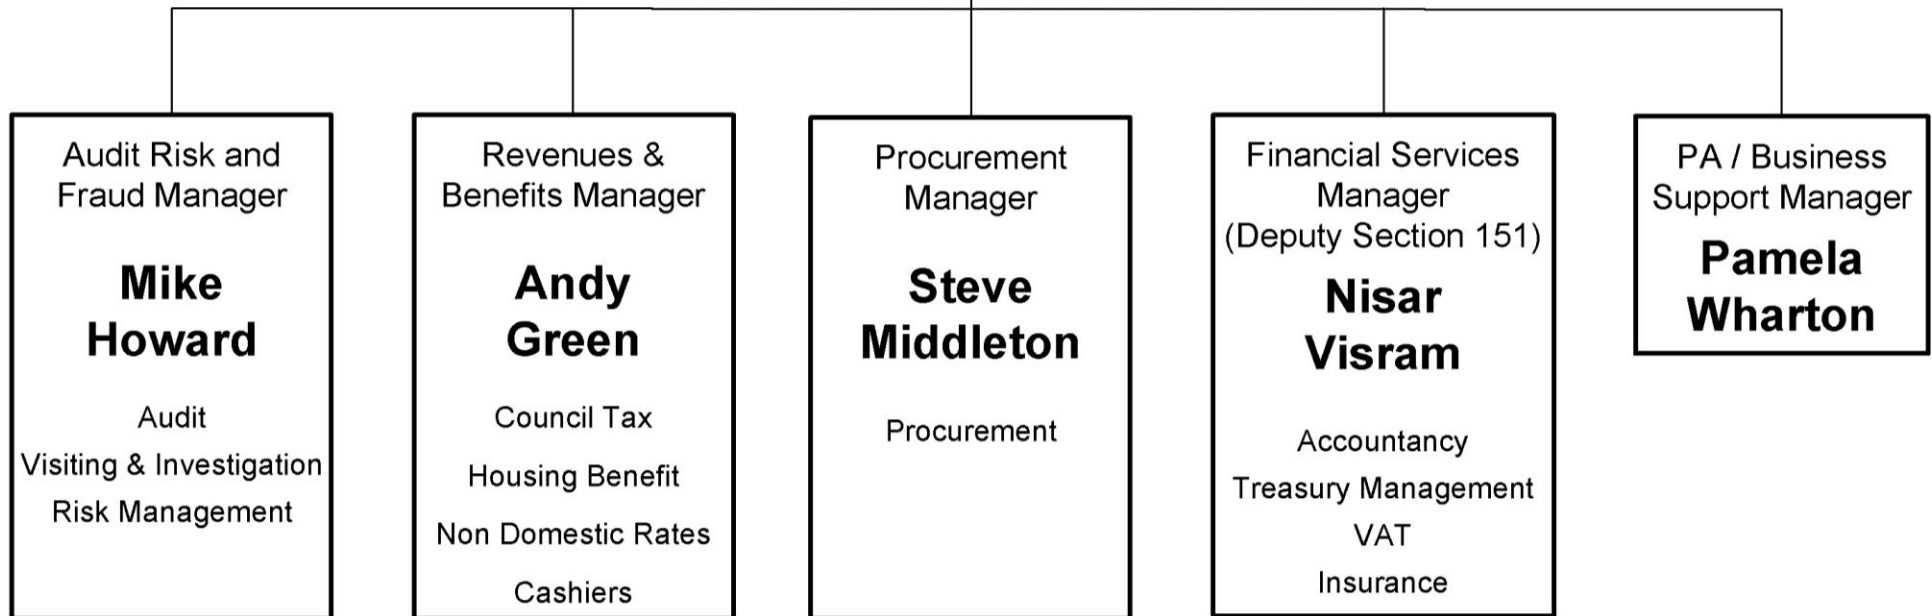 Audit Risk and
Fraud Manager
Mike
Howard
Audit
Visiting & Investigation
Risk Management
Revenues &
Benefits Manager
Andy
Green
Council Tax
Housing Benefit
Non Domestic Rates
Cashiers
Procurement
Manager
Steve
Middleton
Procurement
Financial Services
Manager
(Deputy Section 151)
Nisar
Visram
Accountancy
Treasury Management
VAT
Insurance
PA / Business
Support Manager
Pamela
Wharton